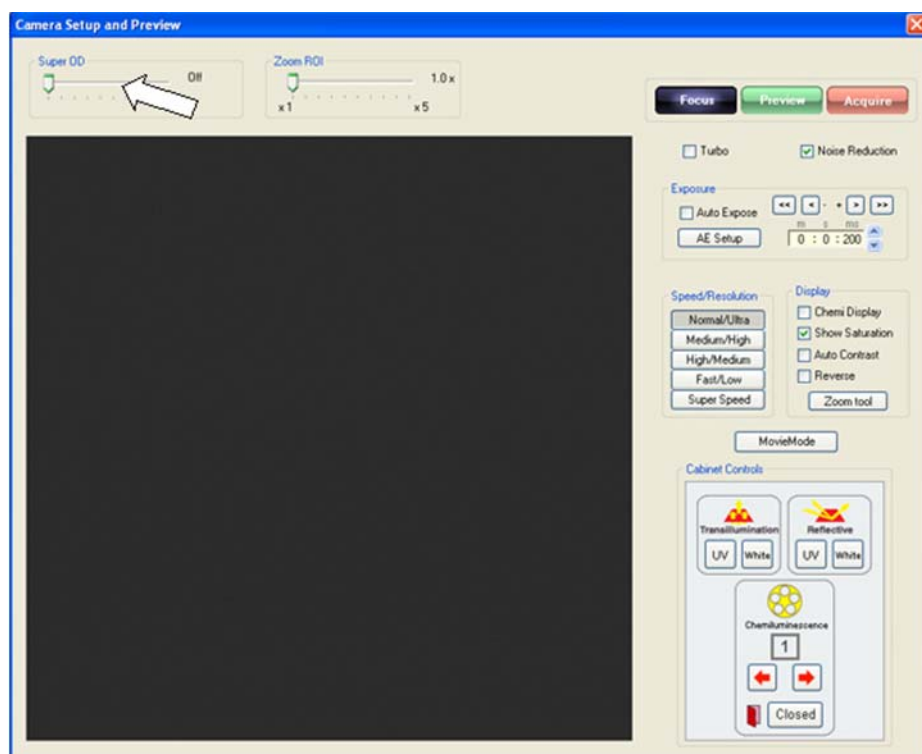 Camera Setup and Preview
Super OD
Off
Zoom ROI
1.0 x
x 1
x 5
Focus
Preview
Acquire
Turbo
Noise Reduction
Exposure
Auto Expose
<< < - + > >>
m s ms
AE Setup
0 : 0 : 200
Speed/Resolution
Normal/Ultra
Medium/High
High/Medium
Fast/Low
Super Speed
Display
Chemi Display
Show Saturation
Auto Contrast
Reverse
Zoom tool
MovieMode
Cabinet Controls
Transillumination
UV
White
Reflective
UV
White
Chemiluminescence
1
Closed